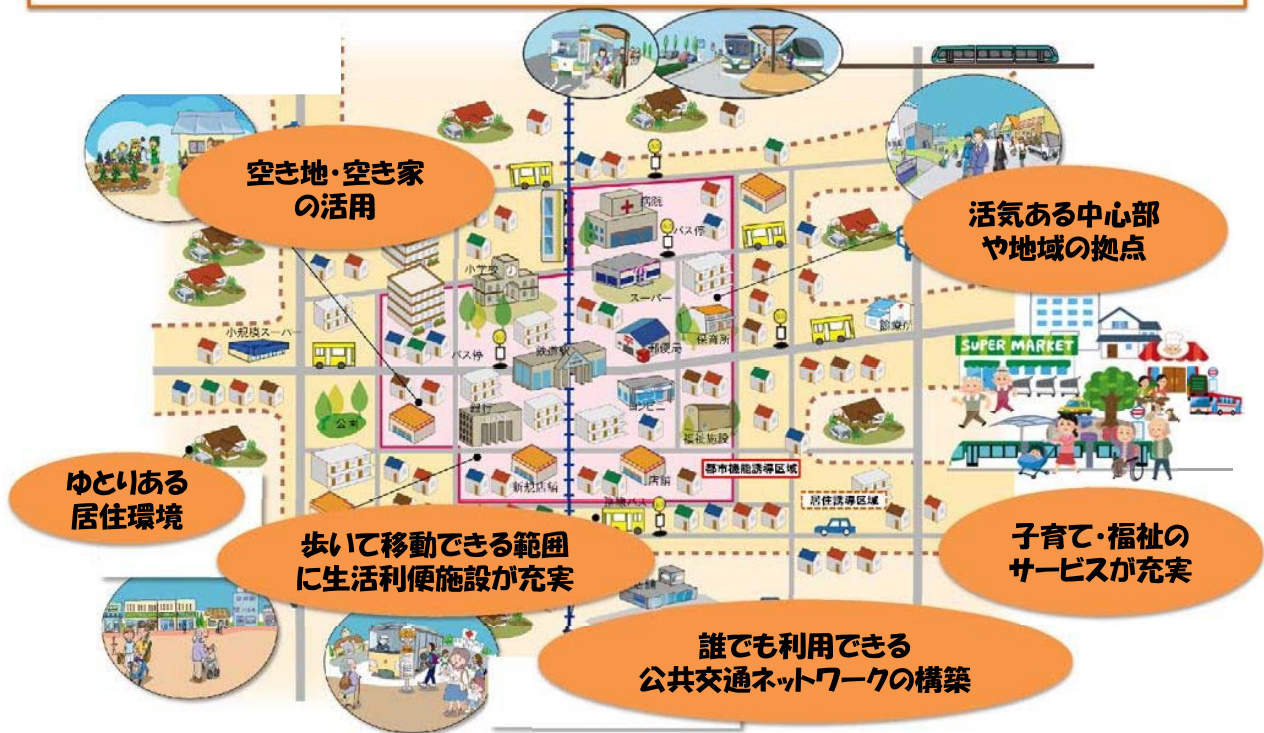 空き地・空き家
の活用
活気ある中心部
や地域の拠点
病院
バス停
小学校
スーパー
小規模スーパー
バス停
鉄道駅
郵便局
保育所
診療所
SUPER MARKET
公園
銀行
コンビニ
福祉施設
都市機能誘導区域
新規店舗
店舗
居住誘導区域
路線バス
ゆとりある
居住環境
歩いて移動できる範囲
に生活利便施設が充実
子育て・福祉の
サービスが充実
誰でも利用できる
公共交通ネットワークの構築